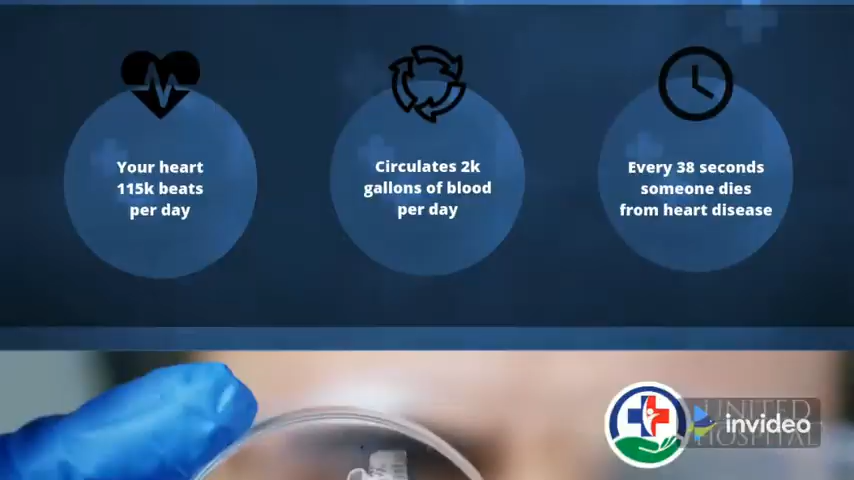 Your heart
115k beats
per day
Circulates 2k
gallons of blood
per day
Every 38 seconds
someone dies
from heart disease
UNITED
HOSPITAL
invideo